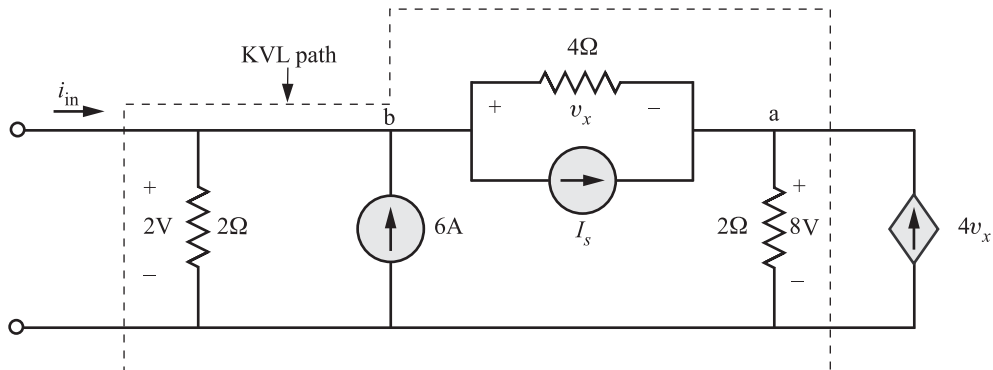 KVL path
4Ω
i_in
+ v_x −
b
a
+
2V
−
2Ω
6A
I_s
2Ω
+
8V
−
4v_x